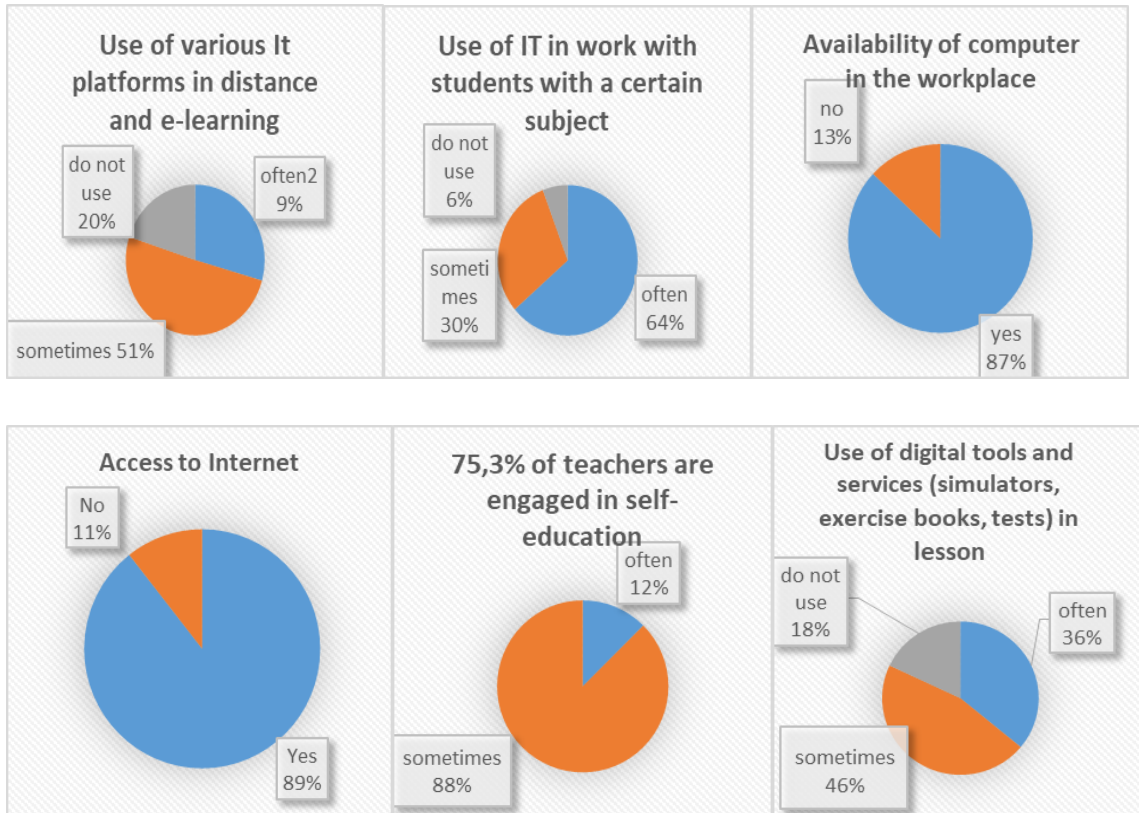 Use of various It
platforms in distance
and e-learning
do not
use
20%
often2
9%
sometimes 51%
Use of IT in work with
students with a certain
subject
do not
use
6%
someti
mes
30%
often
64%
Availability of computer
in the workplace
no
13%
yes
87%
Access to Internet
No
11%
Yes
89%
75,3% of teachers are
engaged in self-
education
often
12%
sometimes
88%
Use of digital tools and
services (simulators,
exercise books, tests) in
lesson
do not
use
18%
often
36%
sometimes
46%